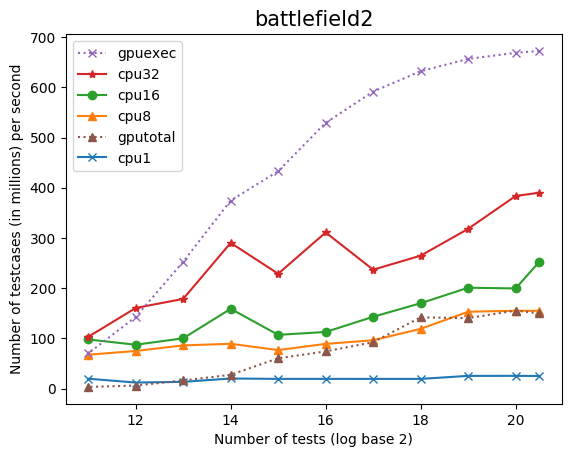 battlefield2
Number of testcases (in millions) per second
700
600
500
400
300
200
100
0
gpuexec
cpu32
cpu16
cpu8
gputotal
cpu1
12
14
16
18
20
Number of tests (log base 2)